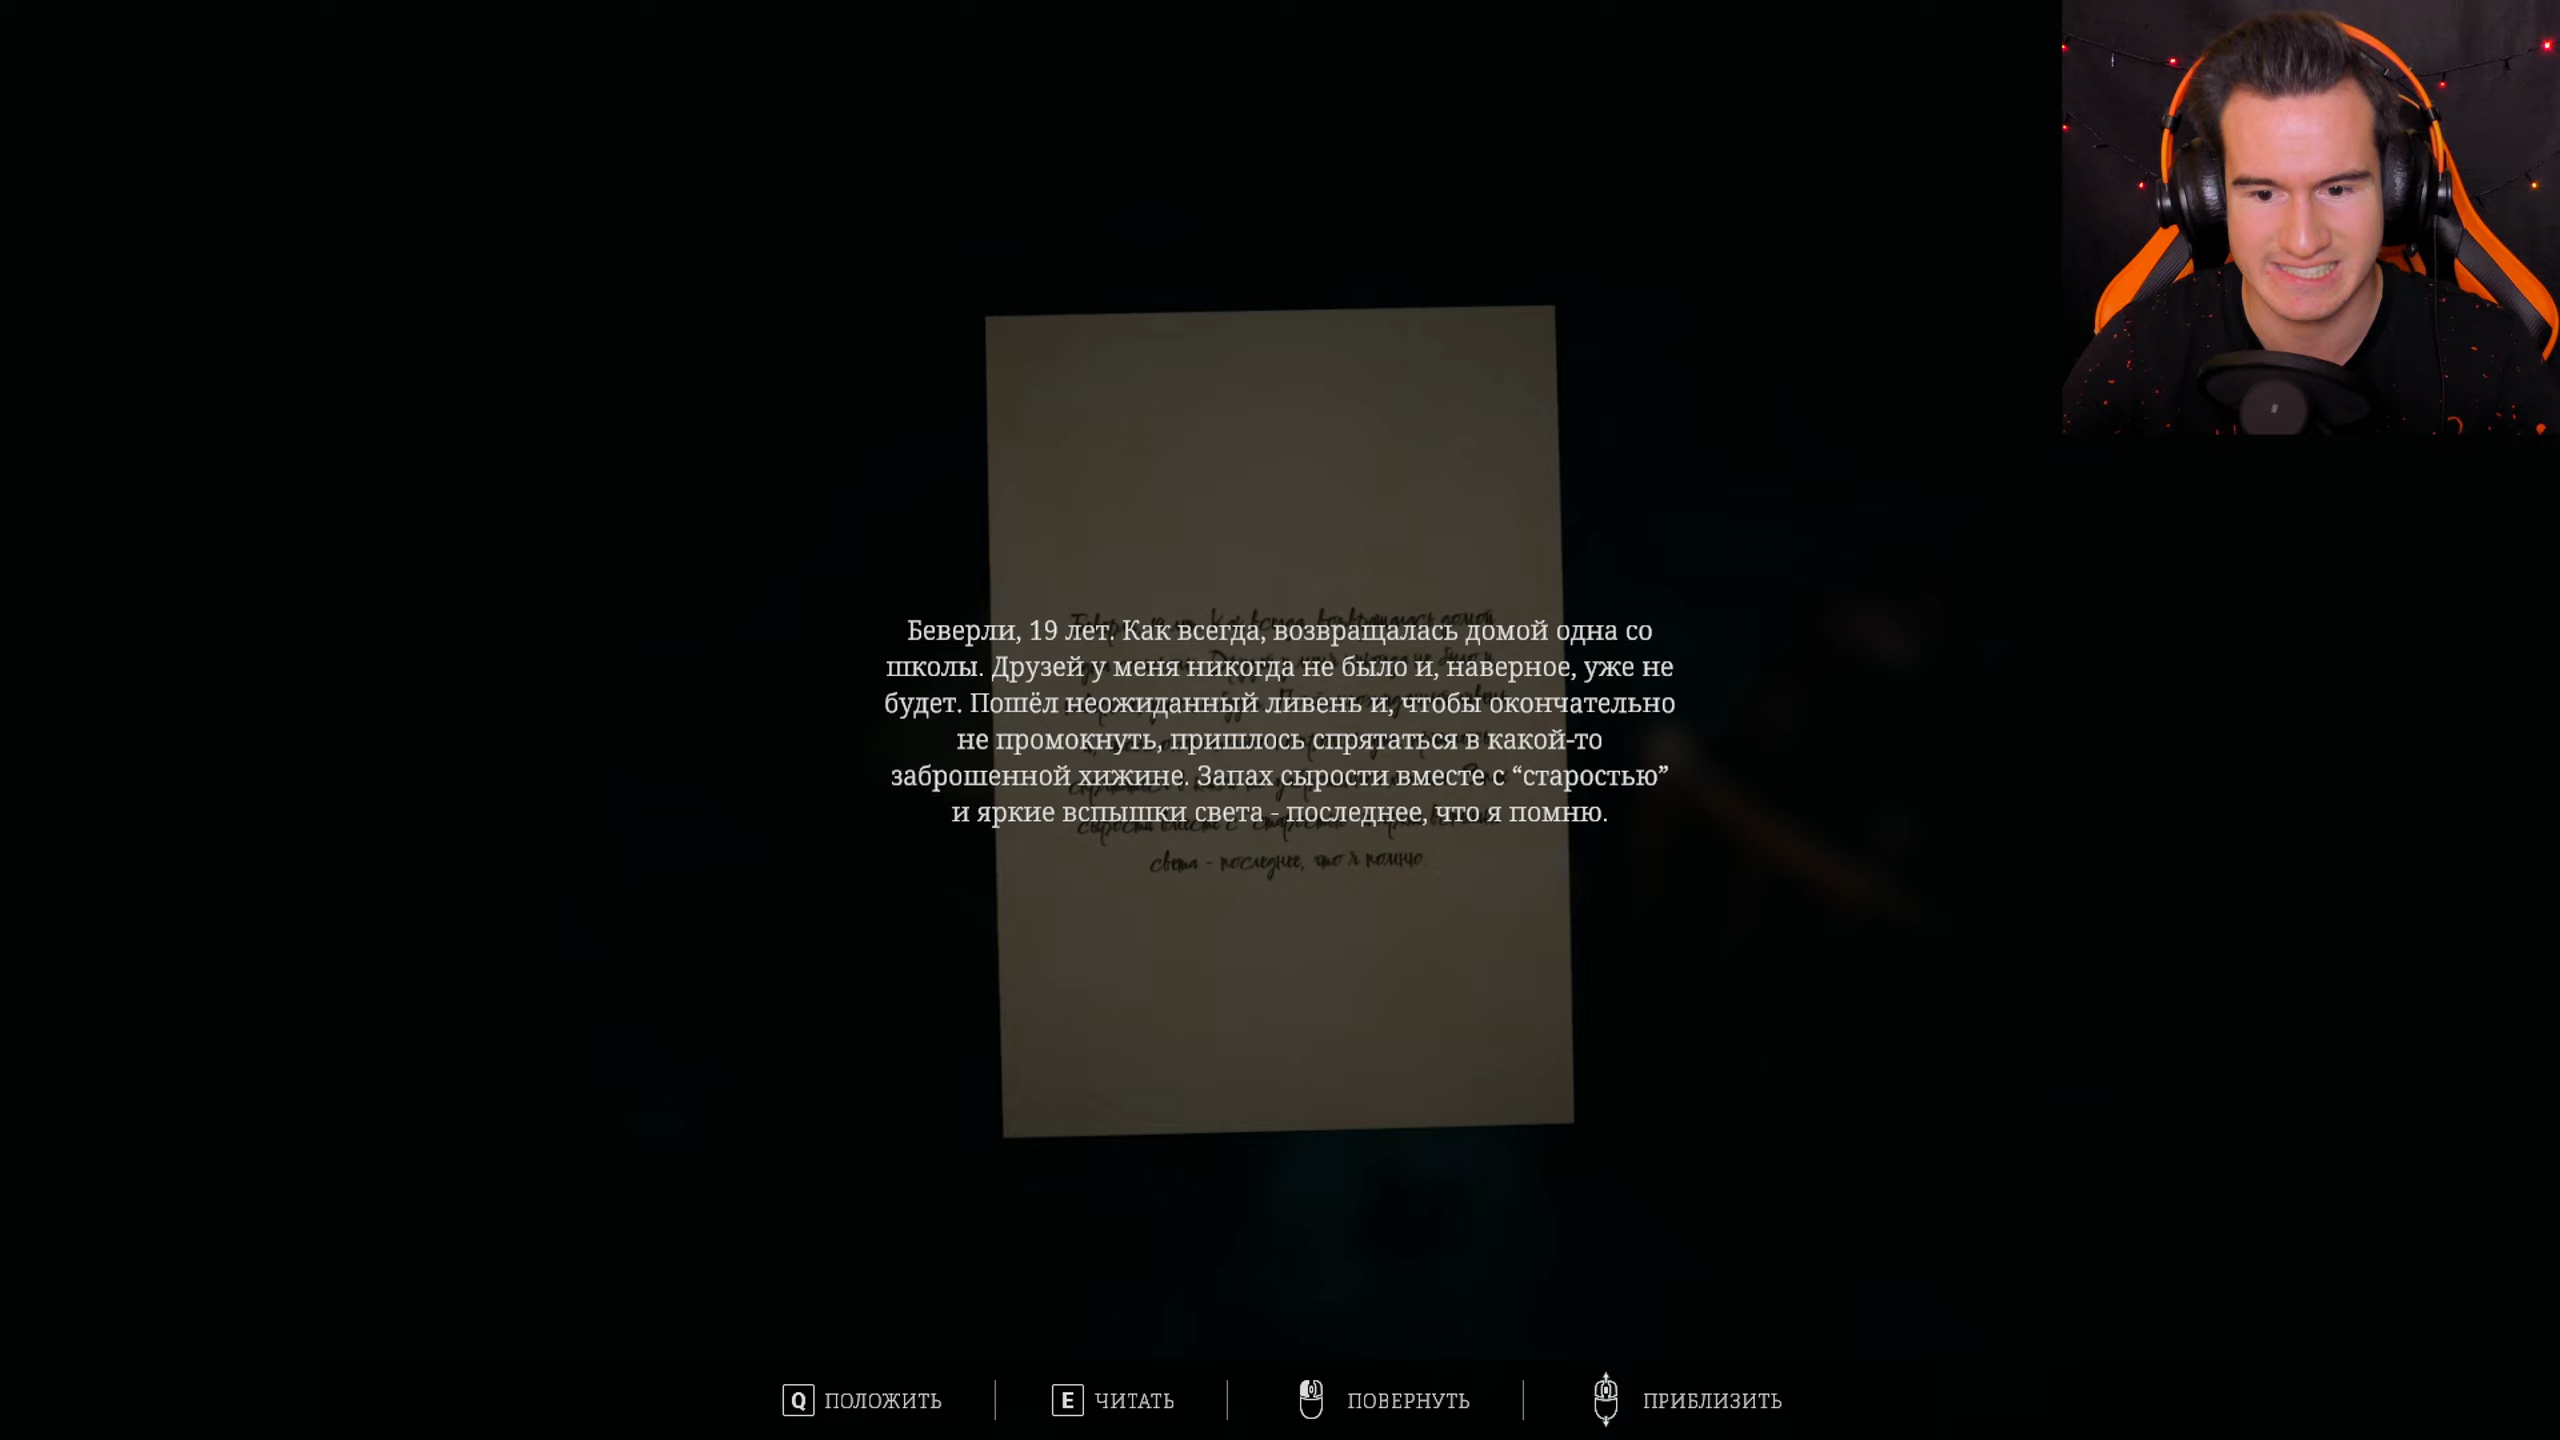 Беверли, 19 лет. Как всегда, возвращалась домой одна со
школы. Друзей у меня никогда не было и, наверное, уже не
будет. Пошёл неожиданный ливень и, чтобы окончательно
не промокнуть, пришлось спрятаться в какой-то
заброшенной хижине. Запах сырости вместе с “старостью”
и яркие вспышки света - последнее, что я помню.
света - последнее, что я помню.
Q ПОЛОЖИТЬ E ЧИТАТЬ ПОВЕРНУТЬ ПРИБЛИЗИТЬ